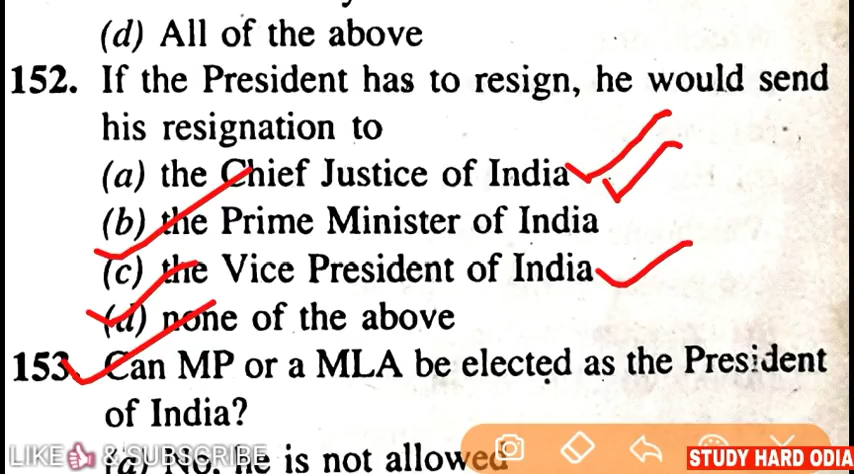 (d) All of the above
152. If the President has to resign, he would send
his resignation to
(a) the Chief Justice of India
(b) the Prime Minister of India
(c) the Vice President of India
(d) none of the above
153. Can MP or a MLA be elected as the President
of India?
(a) No, he is not allowed
LIKE & SUBSCRIBE
STUDY HARD ODIA